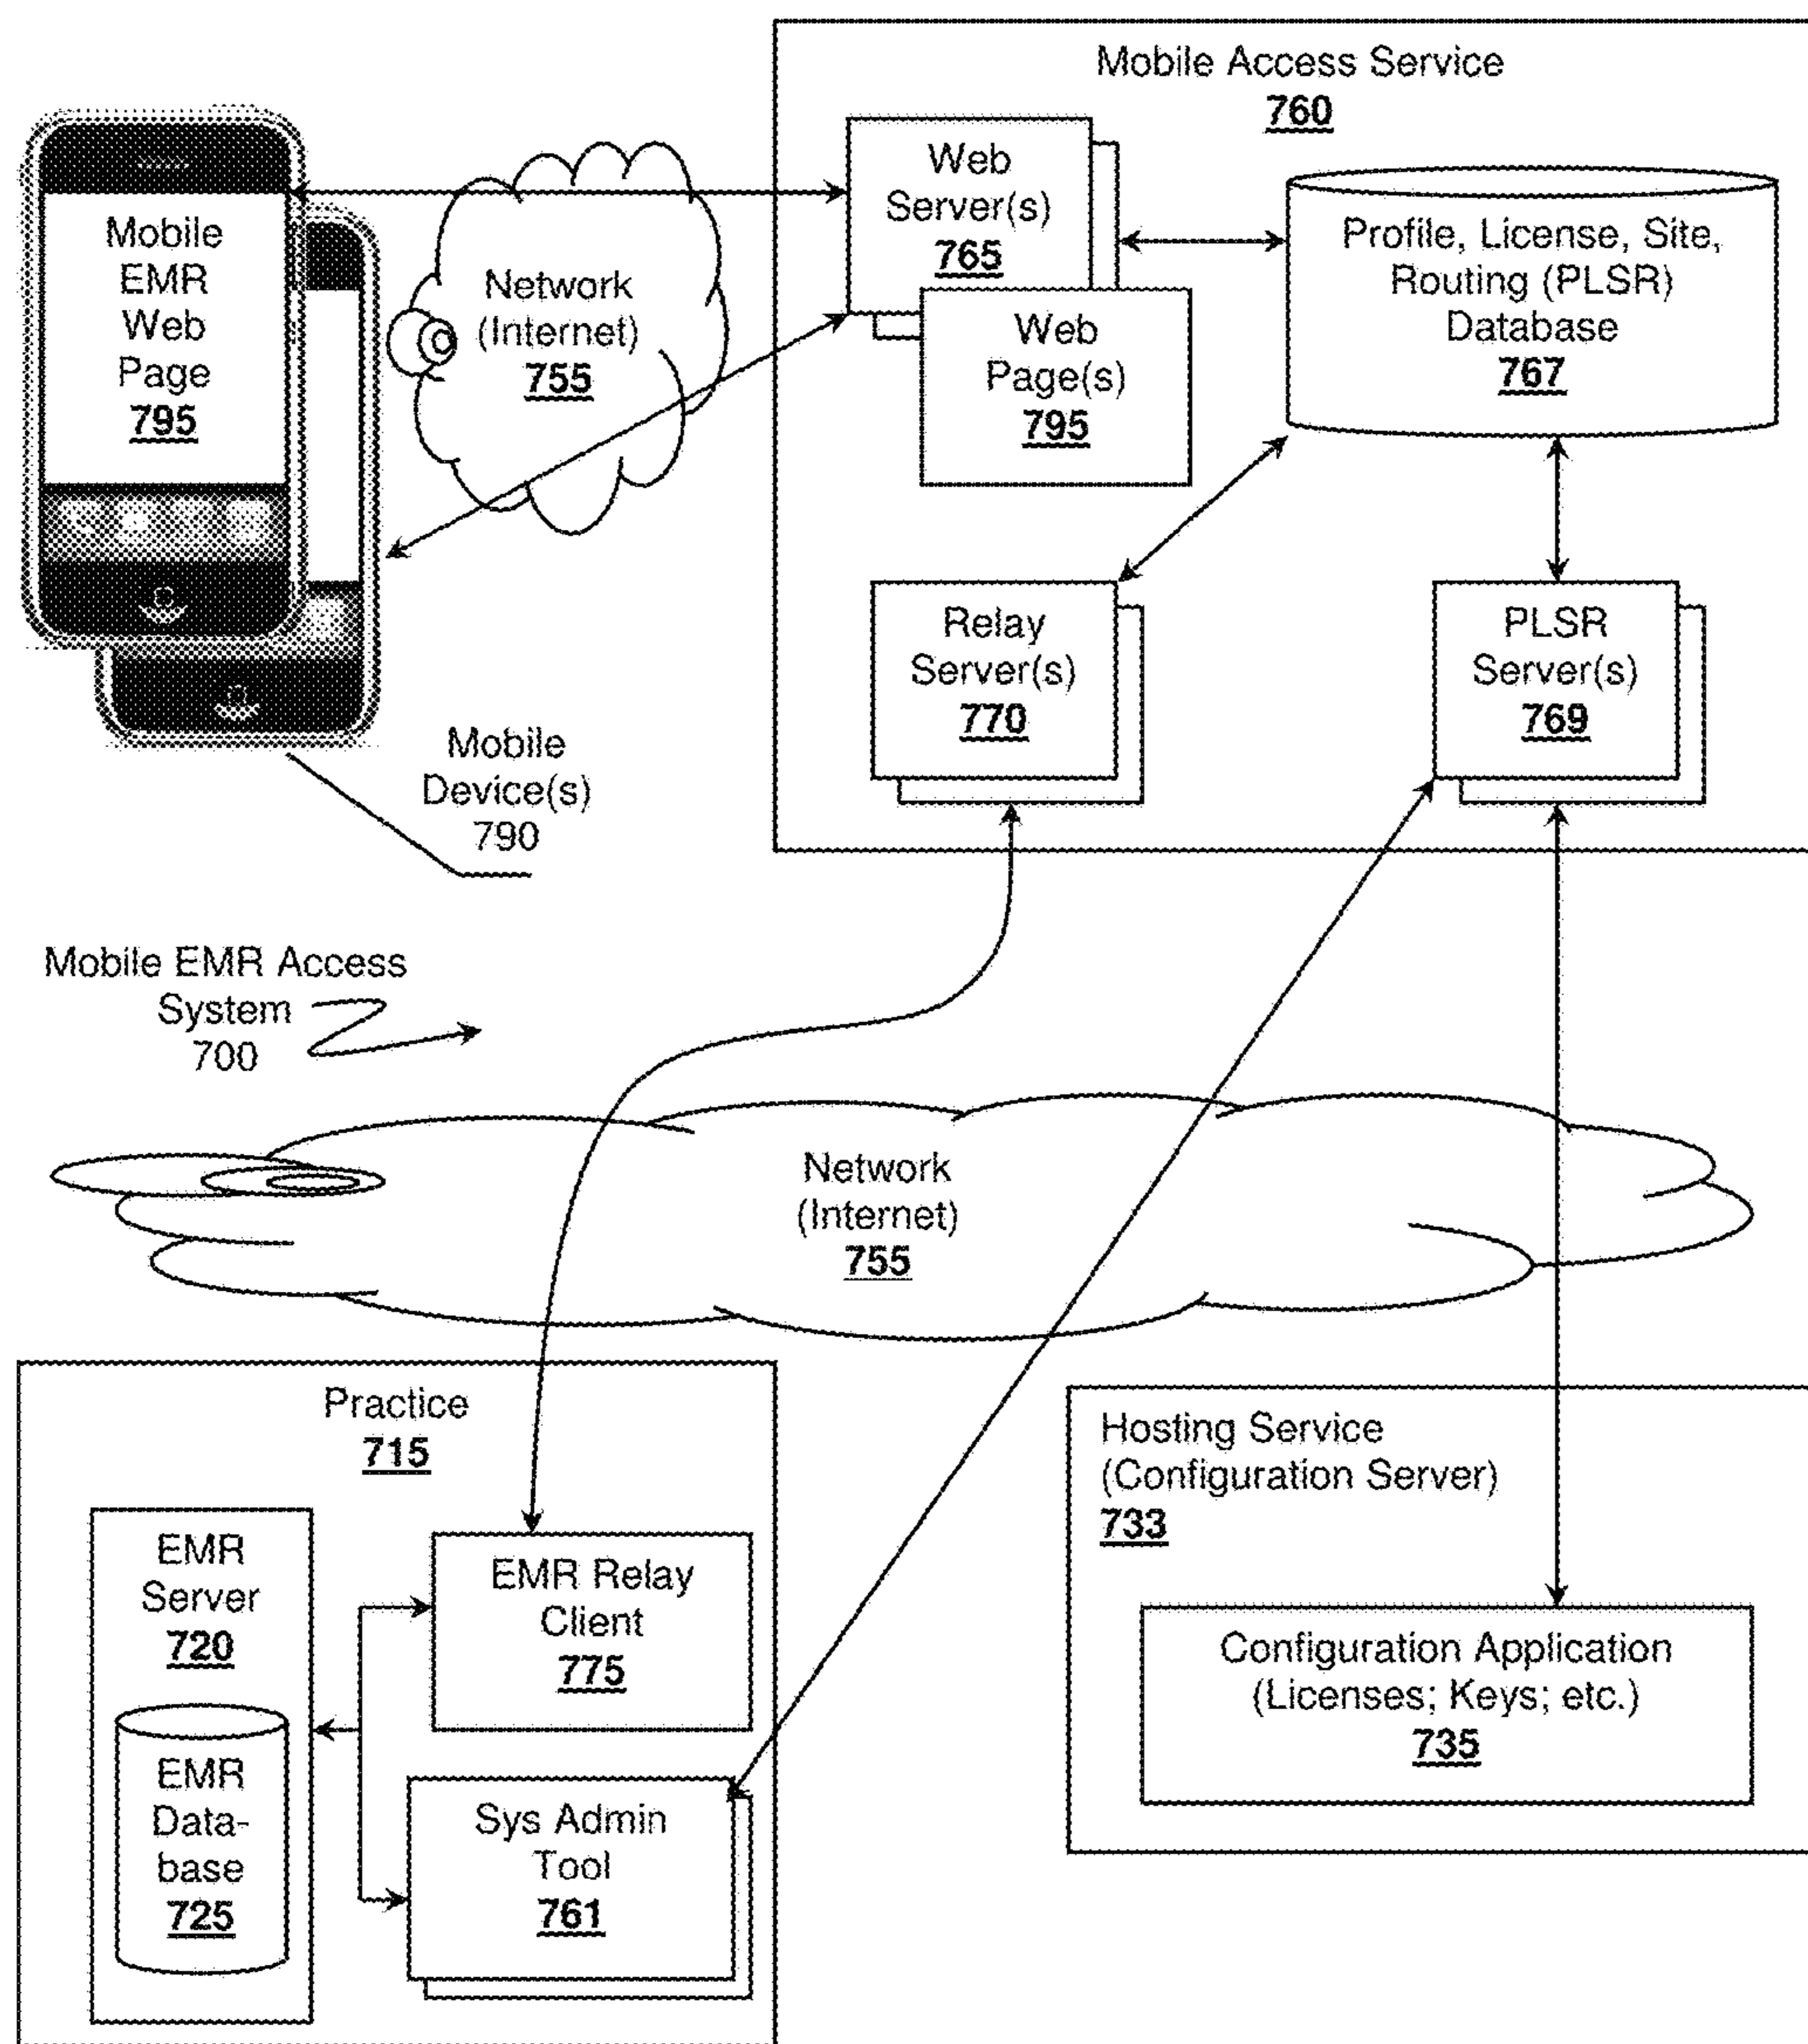 Mobile Access Service
760
Mobile
EMR
Web
Page
795
Network
(Internet)
755
Web
Server(s)
765
Web
Page(s)
795
Profile, License, Site,
Routing (PLSR)
Database
767
Relay
Server(s)
770
PLSR
Server(s)
769
Mobile
Device(s)
790
Mobile EMR Access
System
700
Network
(Internet)
755
Practice
715
EMR
Server
720
EMR
Data-
base
725
EMR Relay
Client
775
Sys Admin
Tool
761
Hosting Service
(Configuration Server)
733
Configuration Application
(Licenses; Keys; etc.)
735